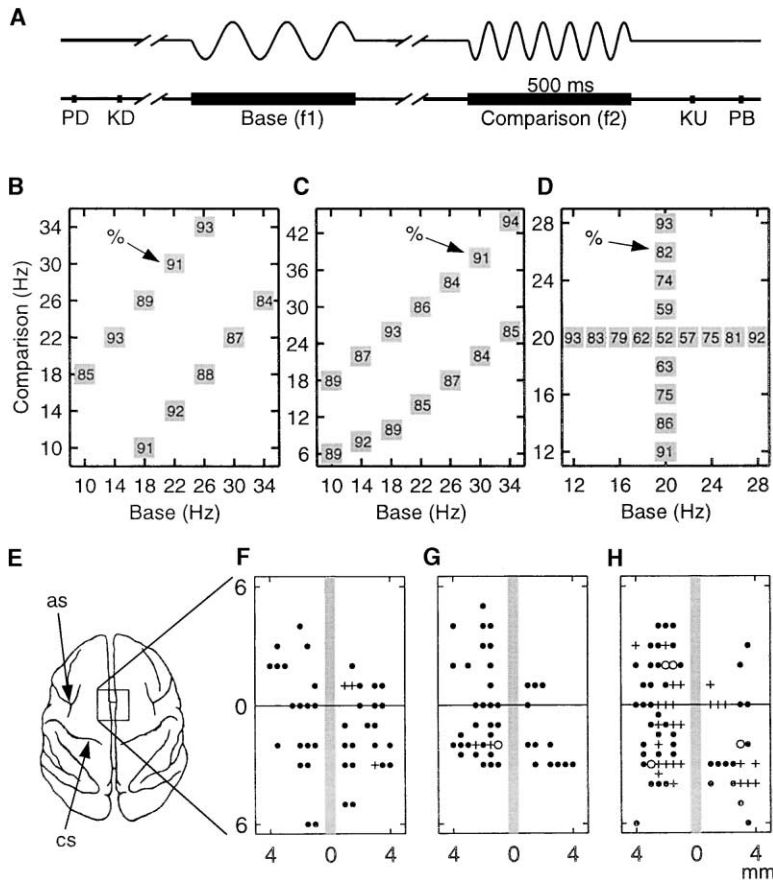 A
500 ms
PD KD Base (f1) Comparison (f2) KU PB
B
Comparison (Hz)
34
30
26
22
18
14
10
%
93
91
89 84
93 87
85 88
92
91
10 14 18 22 26 30 34
Base (Hz)
C
42
36
30
24
18
12
6
%
94
91
84
86
93 85
87 84
89 87
85
89
92
89
10 14 18 22 26 30 34
Base (Hz)
D
28
24
20
16
12
%
93
82
74
59
93 83 79 62 52 57 75 81 92
63
75
86
91
12 16 20 24 28
Base (Hz)
E
as
cs
F
6
0
6
4 0 4
G
4 0 4
H
4 0 4
mm